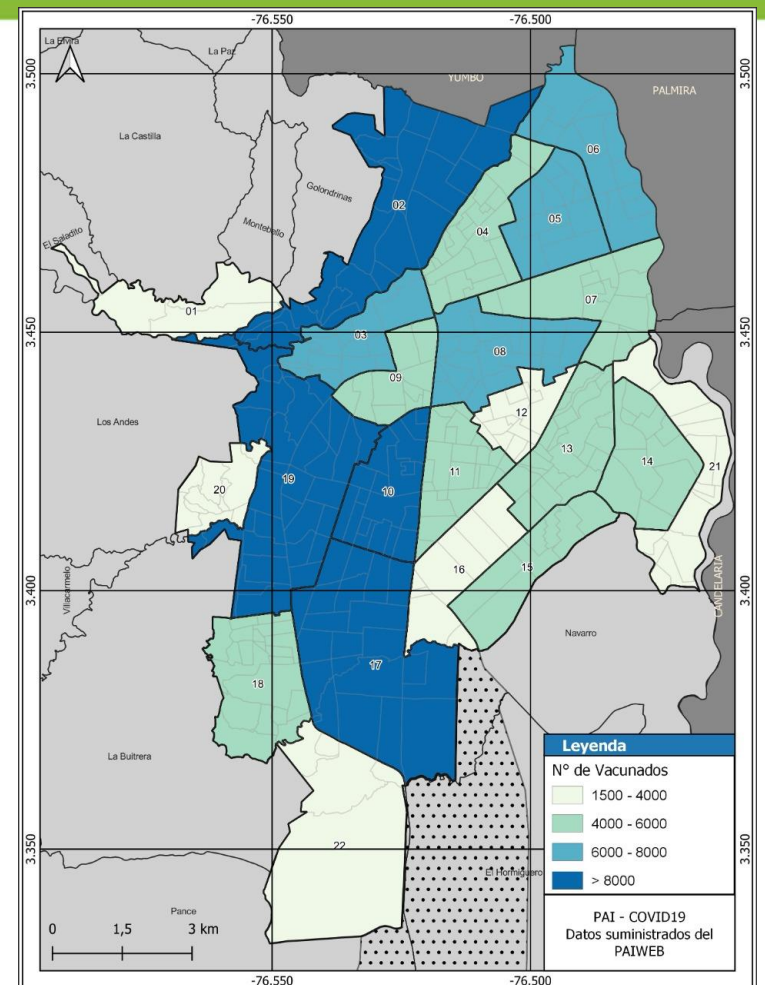 -76.550
-76.500
La Elvira
La Paz
3.500
3.500
YUMBO
PALMIRA
La Castilla
06
Golondrinas
02
05
04
Montebello
El Saladito
07
01
3.450
03
3.450
08
09
12
Los Andes
13
14
21
11
19
20
10
16
15
Villacarmelo
3.400
3.400
CANDELARIA
Navarro
17
18
La Buitrera
Leyenda
N° de Vacunados
1500 - 4000
4000 - 6000
6000 - 8000
> 8000
22
3.350
3.350
El Hormiguero
Pance
0 1,5 3 km
PAI - COVID19
Datos sumistrados del
PAIWEB
-76.550
-76.500